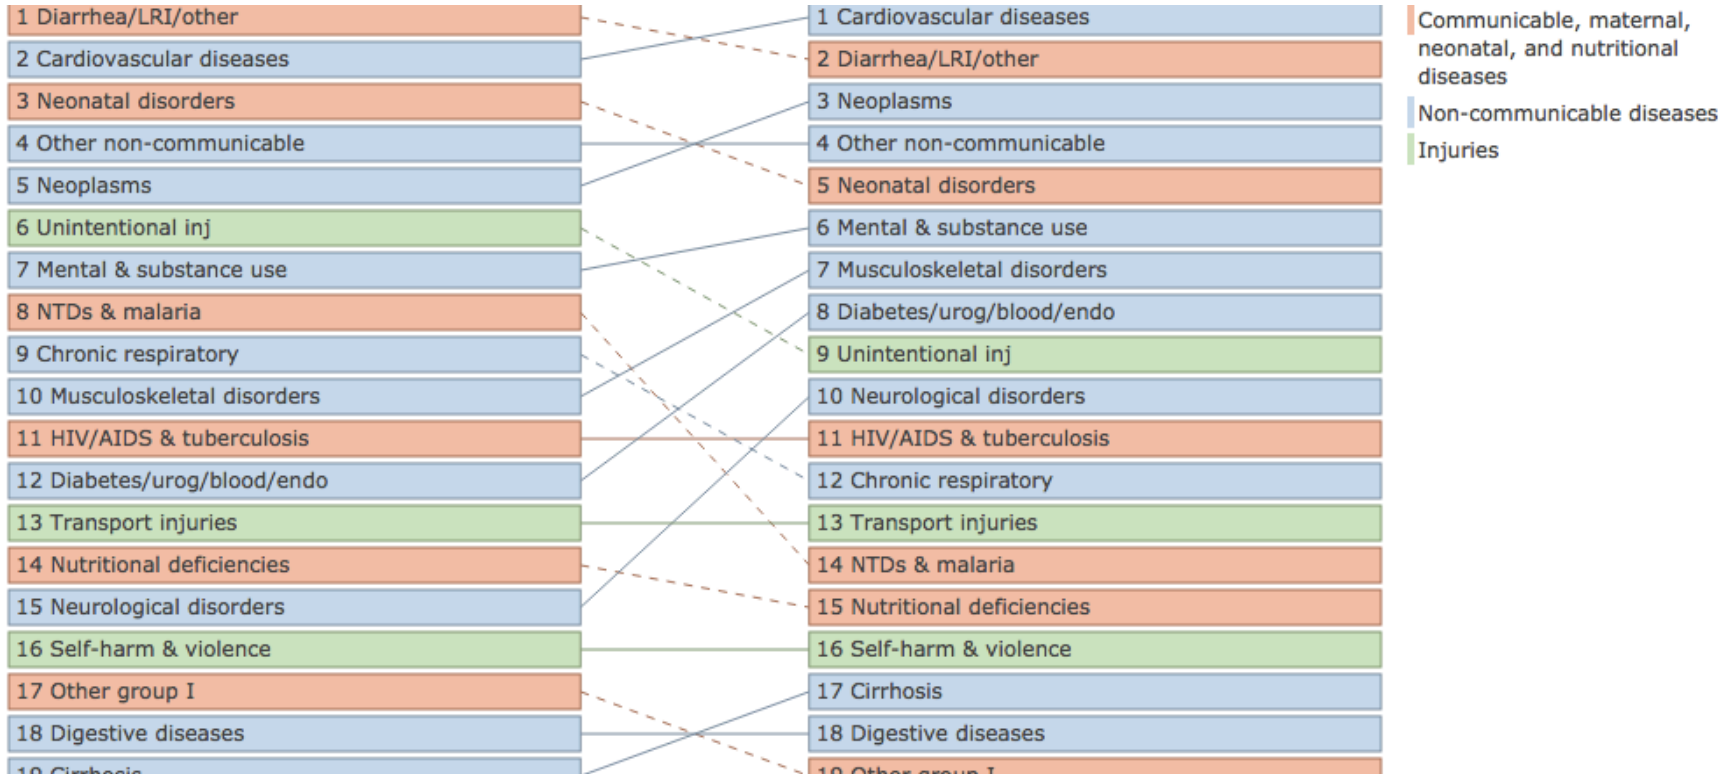 1 Diarrhea/LRI/other
2 Cardiovascular diseases
3 Neonatal disorders
4 Other non-communicable
5 Neoplasms
6 Unintentional inj
7 Mental & substance use
8 NTDs & malaria
9 Chronic respiratory
10 Musculoskeletal disorders
11 HIV/AIDS & tuberculosis
12 Diabetes/urog/blood/endo
13 Transport injuries
14 Nutritional deficiencies
15 Neurological disorders
16 Self-harm & violence
17 Other group I
18 Digestive diseases
19 Cirrhosis
1 Cardiovascular diseases
2 Diarrhea/LRI/other
3 Neoplasms
4 Other non-communicable
5 Neonatal disorders
6 Mental & substance use
7 Musculoskeletal disorders
8 Diabetes/urog/blood/endo
9 Unintentional inj
10 Neurological disorders
11 HIV/AIDS & tuberculosis
12 Chronic respiratory
13 Transport injuries
14 NTDs & malaria
15 Nutritional deficiencies
16 Self-harm & violence
17 Cirrhosis
18 Digestive diseases
19 Other group I
Communicable, maternal,
neonatal, and nutritional
diseases
Non-communicable diseases
Injuries